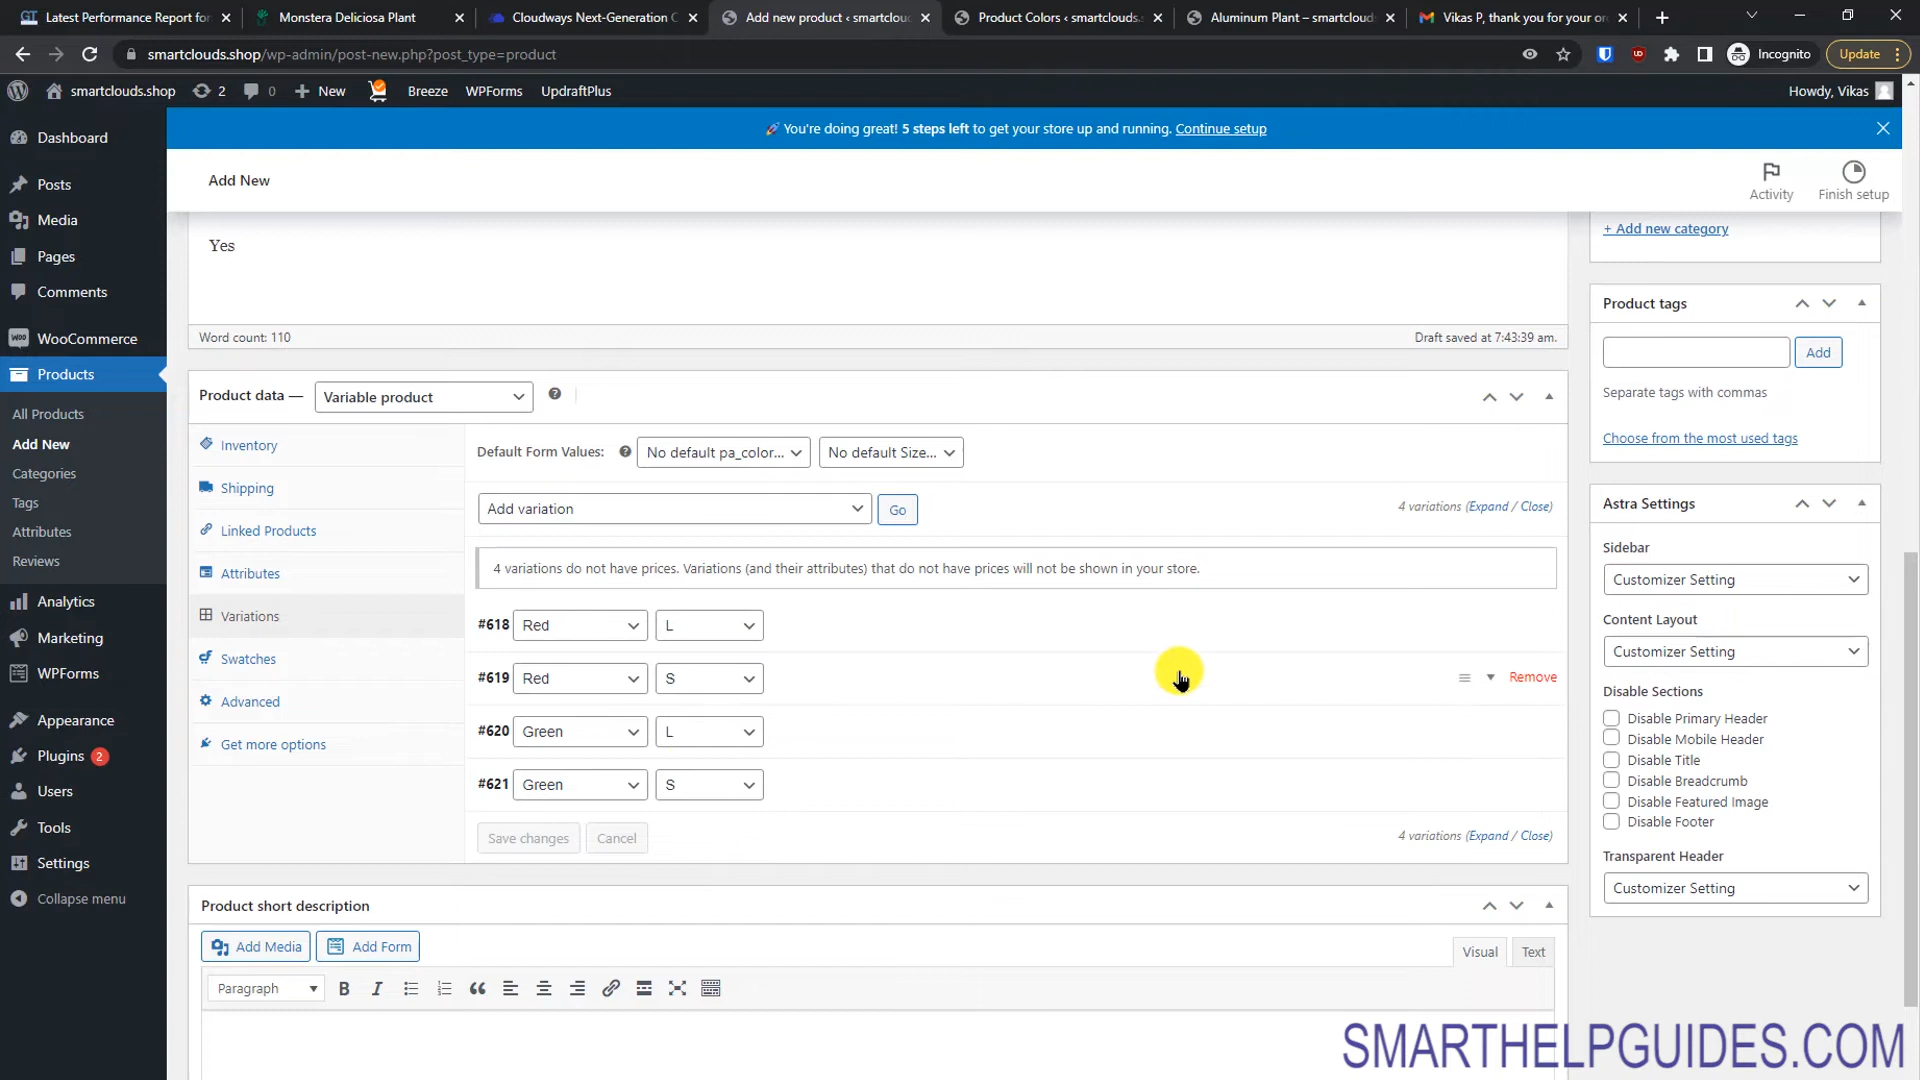 Latest Performance Report for
Monstera Deliciosa Plant
Cloudways Next-Generation C
Add new product ‹ smartclou
Product Colors ‹ smartclouds.s
Aluminum Plant – smartclouds
Vikas P, thank you for your or
smartclouds.shop/wp-admin/post-new.php?post_type=product
Incognito
Update
smartclouds.shop
2
0
New
Breeze
WPForms
UpdraftPlus
Howdy, Vikas
Dashboard
Posts
Media
Pages
Comments
WooCommerce
Products
All Products
Add New
Categories
Tags
Attributes
Reviews
Analytics
Marketing
WPForms
Appearance
Plugins 2
Users
Tools
Settings
Collapse menu
🚀 You're doing great! 5 steps left to get your store up and running. Continue setup
Add New
Activity
Finish setup
Yes
Word count: 110
Draft saved at 7:43:39 am.
Product data —
Variable product
Inventory
Shipping
Linked Products
Attributes
Variations
Swatches
Advanced
Get more options
Default Form Values:
No default pa_color...
No default Size...
Add variation
Go
4 variations (Expand / Close)
4 variations do not have prices. Variations (and their attributes) that do not have prices will not be shown in your store.
#618 Red L
#619 Red S
Remove
#620 Green L
#621 Green S
Save changes
Cancel
4 variations (Expand / Close)
Product short description
Add Media
Add Form
Visual
Text
Paragraph
+ Add new category
Product tags
Add
Separate tags with commas
Choose from the most used tags
Astra Settings
Sidebar
Customizer Setting
Content Layout
Customizer Setting
Disable Sections
Disable Primary Header
Disable Mobile Header
Disable Title
Disable Breadcrumb
Disable Featured Image
Disable Footer
Transparent Header
Customizer Setting
SMARTHELPGUIDES.COM